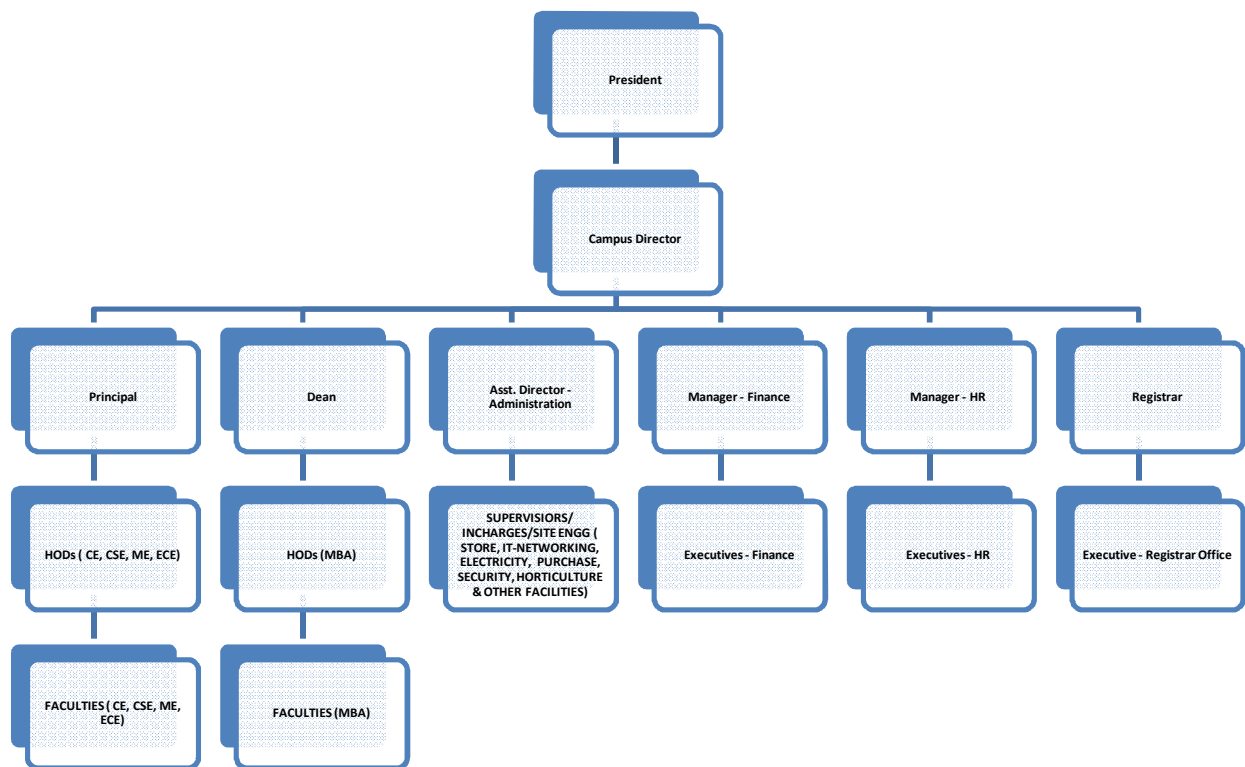 President
Campus Director
Principal
Dean
Asst. Director -
Administration
Manager - Finance
Manager - HR
Registrar
HODs ( CE, CSE, ME, ECE)
HODs (MBA)
SUPERVISIORS/
INCHARGES/SITE ENGG (
STORE, IT-NETWORKING,
ELECTRICITY, PURCHASE,
SECURITY, HORTICULTURE
& OTHER FACILITIES)
Executives - Finance
Executives - HR
Executive - Registrar Office
FACULTIES ( CE, CSE, ME,
ECE)
FACULTIES (MBA)